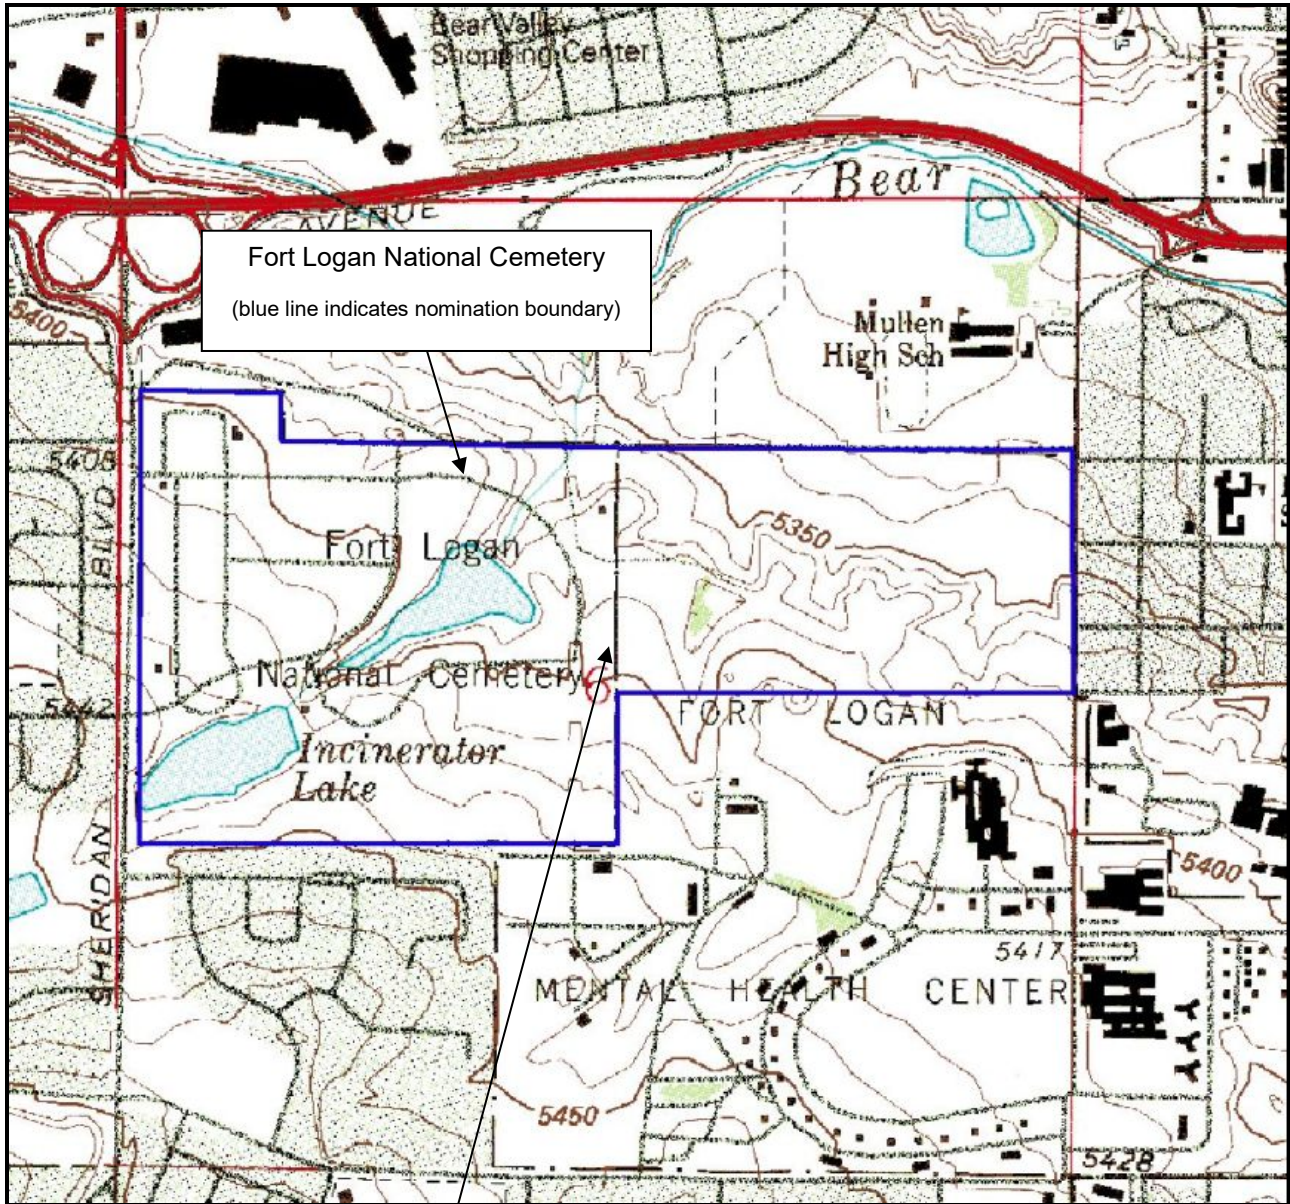 Bear Valley
Shopping Center
Bear
AVENUE
Fort Logan National Cemetery
(blue line indicates nomination boundary)
5400
Mullen
High Sch
5405
BLVD
5350
Fort Logan
National Cemetery
6
5442
FORT LOGAN
Incinerator
Lake
SHERIDAN
5400
5417
MENTAL HEALTH CENTER
5450
5428